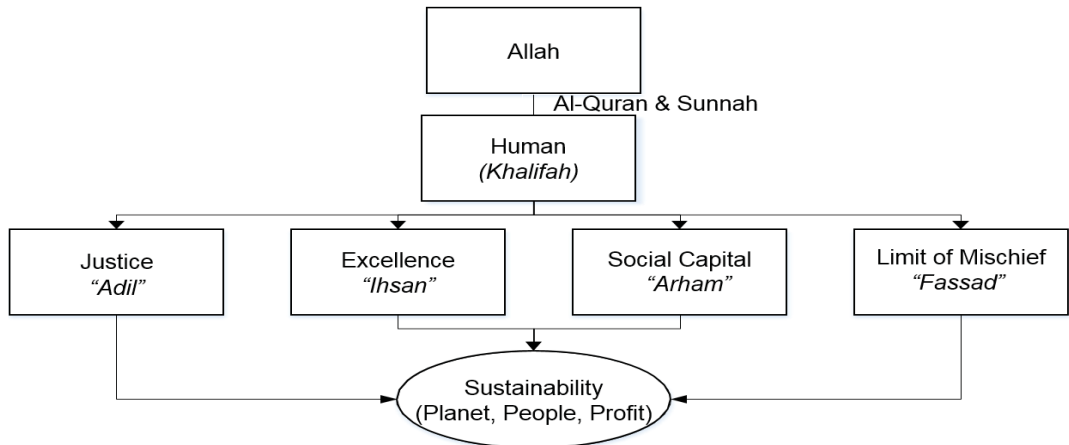 Allah
Al-Quran & Sunnah
Human
(Khalifah)
Justice
“Adil”
Excellence
“Ihsan”
Social Capital
“Arham”
Limit of Mischief
“Fassad”
Sustainability
(Planet, People, Profit)